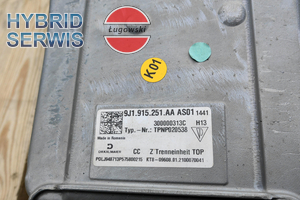 HYBRID
SERWIS
Ługowski
K01
9J1.915.251.AA AS01 1441
300000313C H13
Made in Romania
Typ.-Nr.: TPNP020538
DRÄXLMAIER
CC Z Trenneinheit TOP